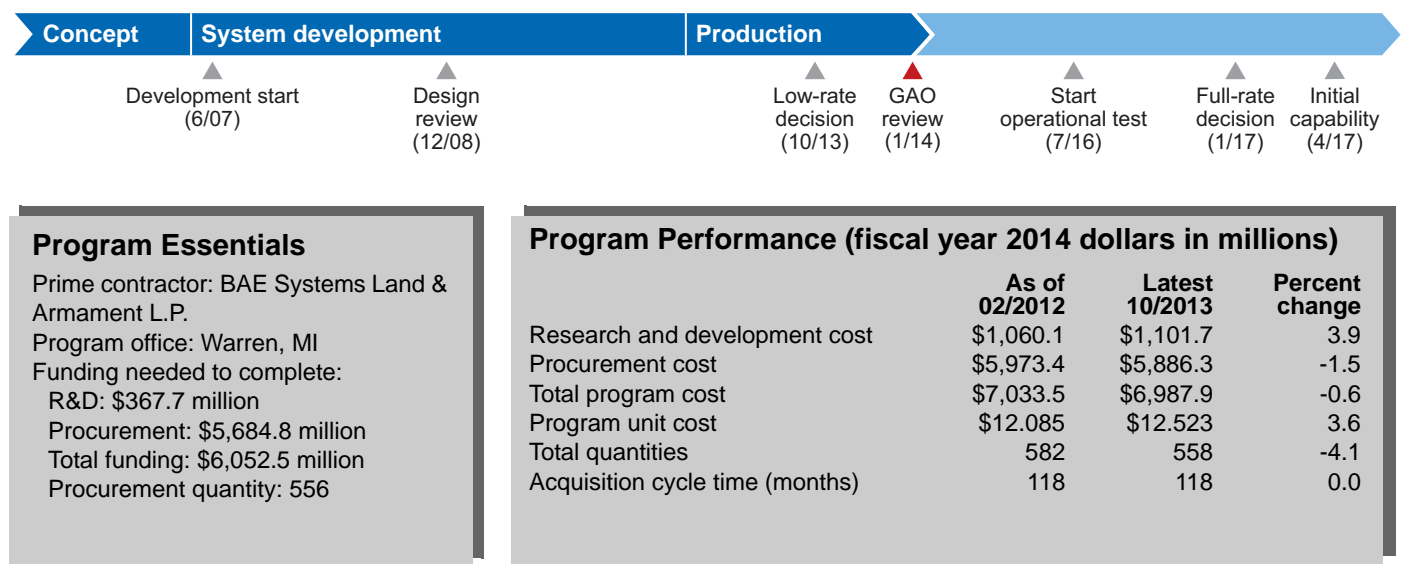 Concept
System development
Production
Development start
(6/07)
Design
review
(12/08)
Low-rate
decision
(10/13)
GAO
review
(1/14)
Start
operational test
(7/16)
Full-rate
decision
(1/17)
Initial
capability
(4/17)
Program Essentials
Prime contractor: BAE Systems Land &
Armament L.P.
Program office: Warren, MI
Funding needed to complete:
R&D: $367.7 million
Procurement: $5,684.8 million
Total funding: $6,052.5 million
Procurement quantity: 556
Program Performance (fiscal year 2014 dollars in millions)
As of Latest Percent
02/2012 10/2013 change
Research and development cost $1,060.1 $1,101.7 3.9
Procurement cost $5,973.4 $5,886.3 -1.5
Total program cost $7,033.5 $6,987.9 -0.6
Program unit cost $12.085 $12.523 3.6
Total quantities 582 558 -4.1
Acquisition cycle time (months) 118 118 0.0